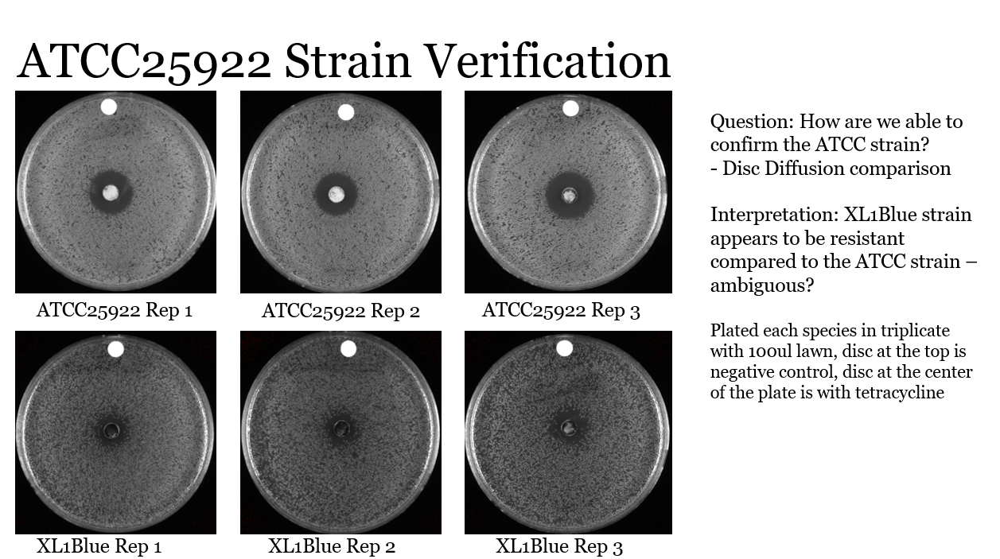 ATCC25922 Strain Verification
ATCC25922 Rep 1
ATCC25922 Rep 2
ATCC25922 Rep 3
XL1Blue Rep 1
XL1Blue Rep 2
XL1Blue Rep 3
Question: How are we able to
confirm the ATCC strain?
- Disc Diffusion comparison
Interpretation: XL1Blue strain
appears to be resistant
compared to the ATCC strain –
ambiguous?
Plated each species in triplicate
with 100ul lawn, disc at the top is
negative control, disc at the center
of the plate is with tetracycline